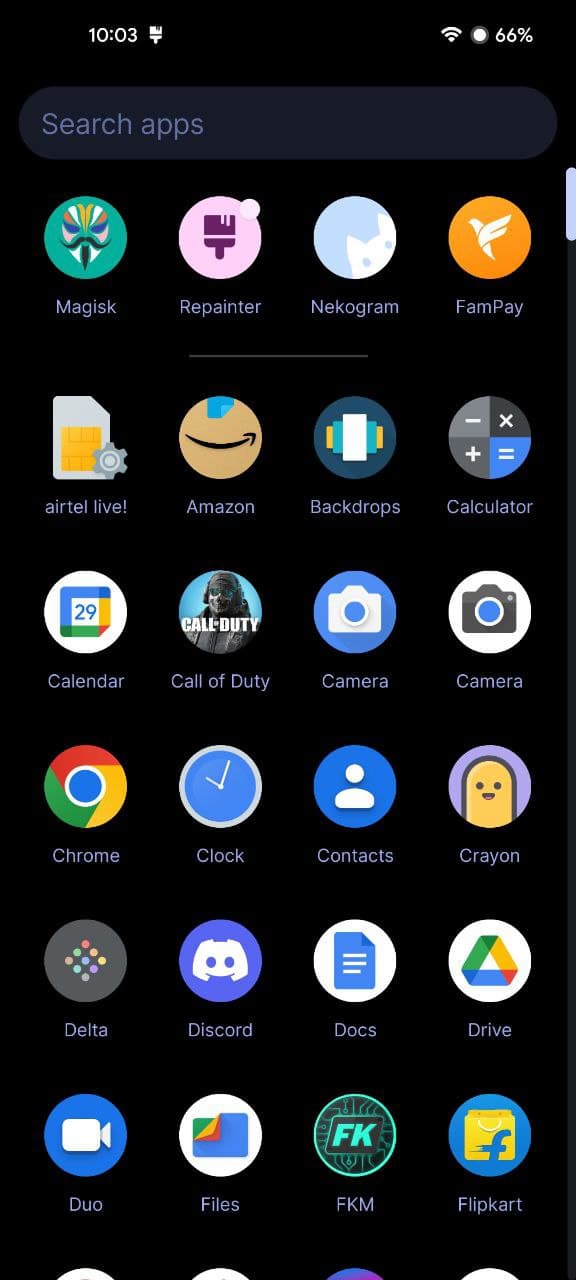 10:03 66%
Search apps
Magisk Repainter Nekogram FamPay
airtel live! Amazon Backdrops Calculator
29 CALL OF DUTY
Calendar Call of Duty Camera Camera
Chrome Clock Contacts Crayon
Delta Discord Docs Drive
FK
Duo Files FKM Flipkart